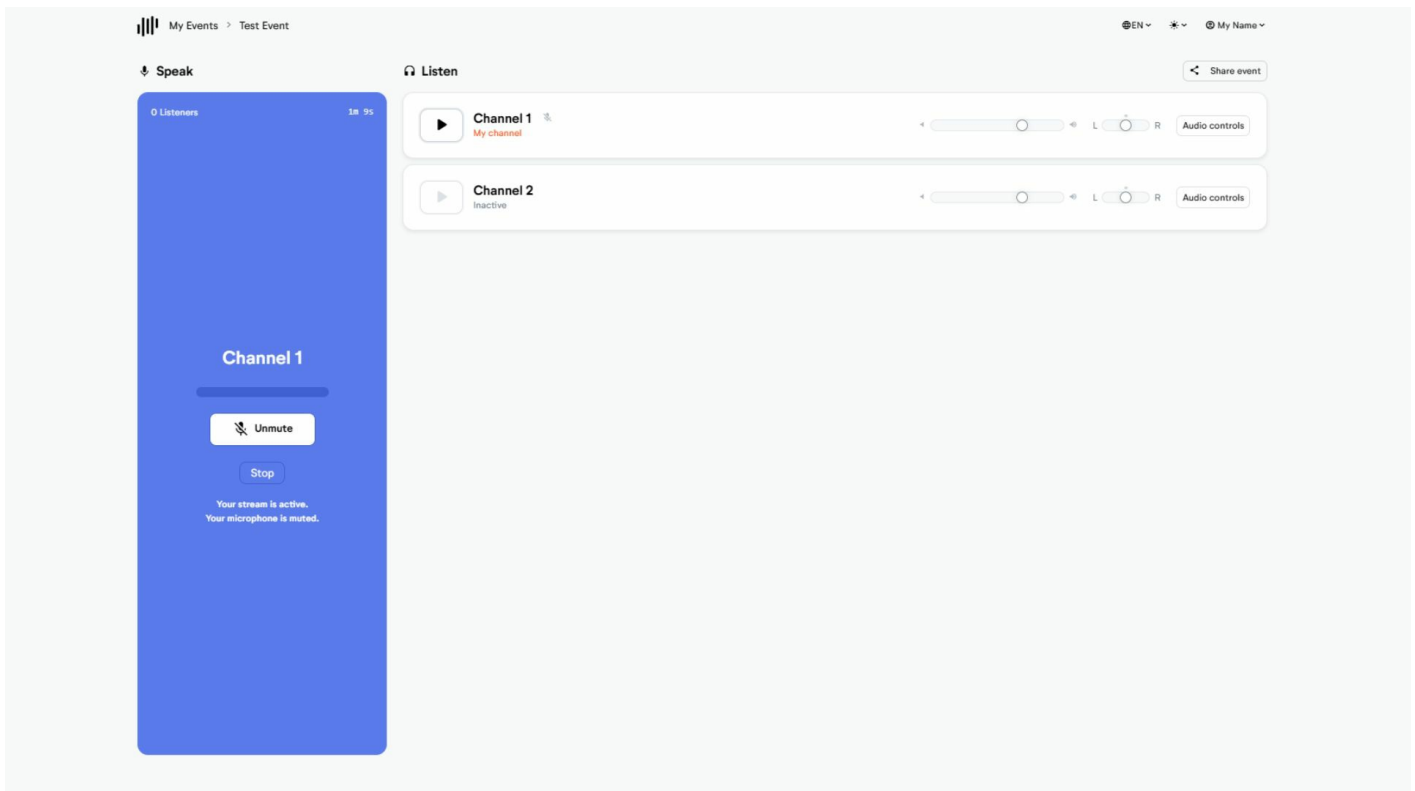 My Events > Test Event
EN
My Name
Speak
Listen
Share event
0 Listeners
1m 9s
Channel 1
Unmute
Stop
Your stream is active.
Your microphone is muted.
Channel 1
My channel
L R
Audio controls
Channel 2
Inactive
L R
Audio controls